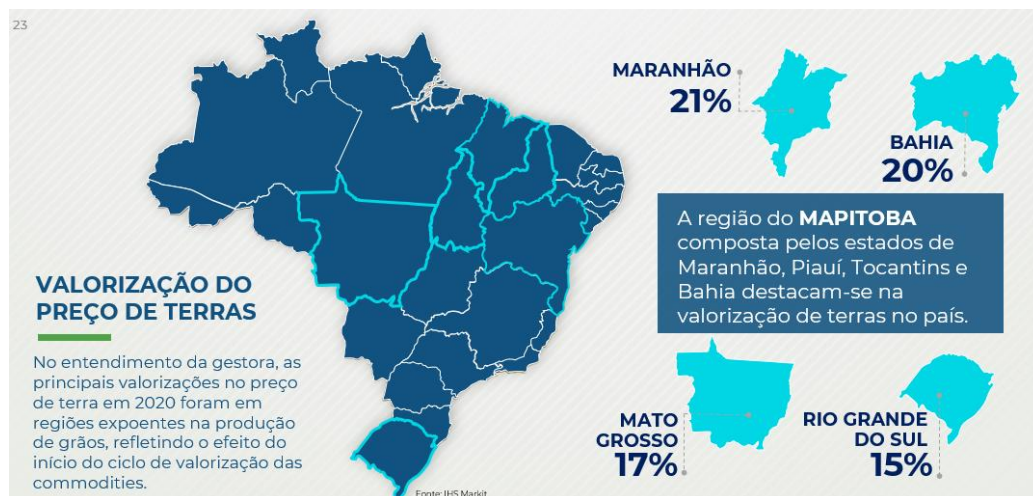 23
VALORIZAÇÃO DO
PREÇO DE TERRAS
No entendimento da gestora, as
principais valorizações no preço
de terra em 2020 foram em
regiões expoentes na produção
de grãos, refletindo o efeito do
início do ciclo de valorização das
commodities.
Fonte: IHS Markit
MARANHÃO
21%
BAHIA
20%
A região do MAPITOBA
composta pelos estados de
Maranhão, Piauí, Tocantins e
Bahia destacam-se na
valorização de terras no país.
MATO
GROSSO
17%
RIO GRANDE
DO SUL
15%